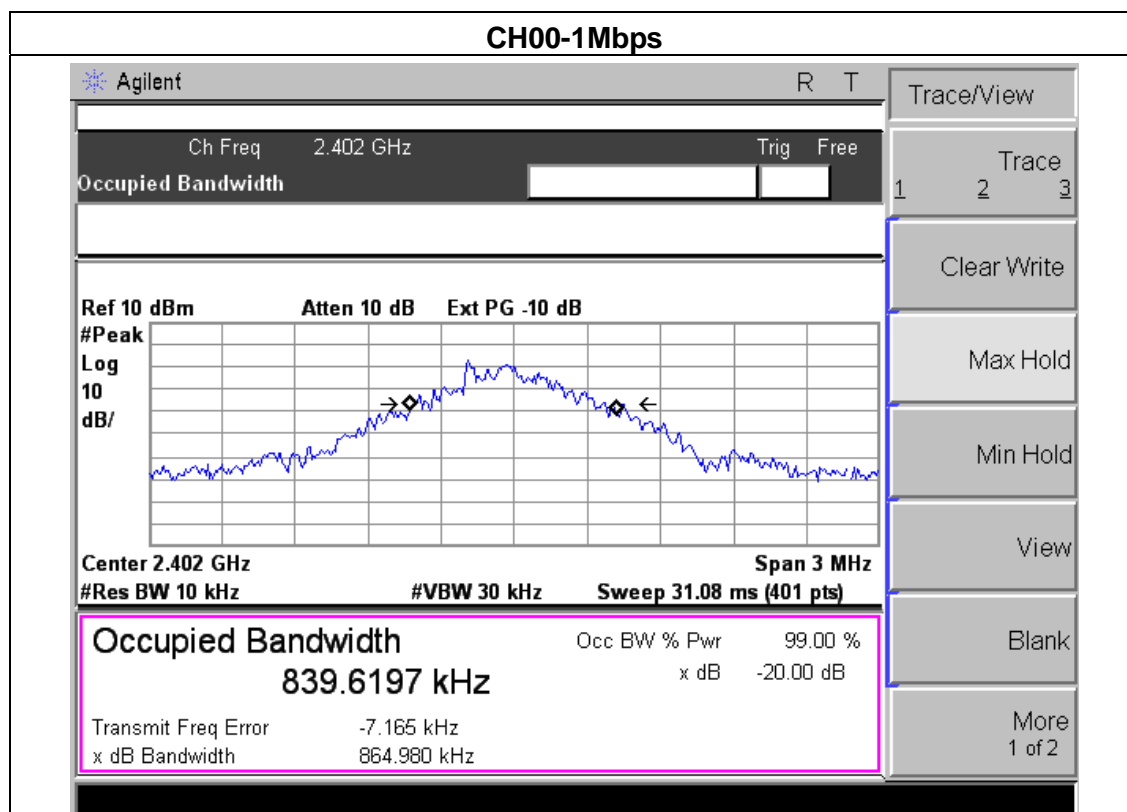 CH00-1Mbps
Agilent R T
Ch Freq 2.402 GHz Trig Free
Occupied Bandwidth
Ref 10 dBm Atten 10 dB Ext PG -10 dB
#Peak
Log
10
dB/
Center 2.402 GHz Span 3 MHz
#Res BW 10 kHz #VBW 30 kHz Sweep 31.08 ms (401 pts)
Occupied Bandwidth Occ BW % Pwr 99.00 %
839.6197 kHz x dB -20.00 dB
Transmit Freq Error -7.165 kHz
x dB Bandwidth 864.980 kHz
Trace/View
Trace
1 2 3
Clear Write
Max Hold
Min Hold
View
Blank
More
1 of 2